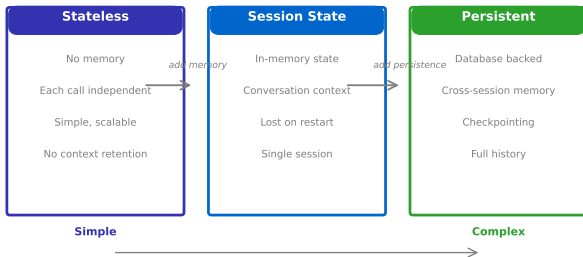 Stateless
No memory
Each call independent
Simple, scalable
No context retention
add memory
Session State
In-memory state
Conversation context
Lost on restart
Single session
add persistence
Persistent
Database backed
Cross-session memory
Checkpointing
Full history
Simple
Complex